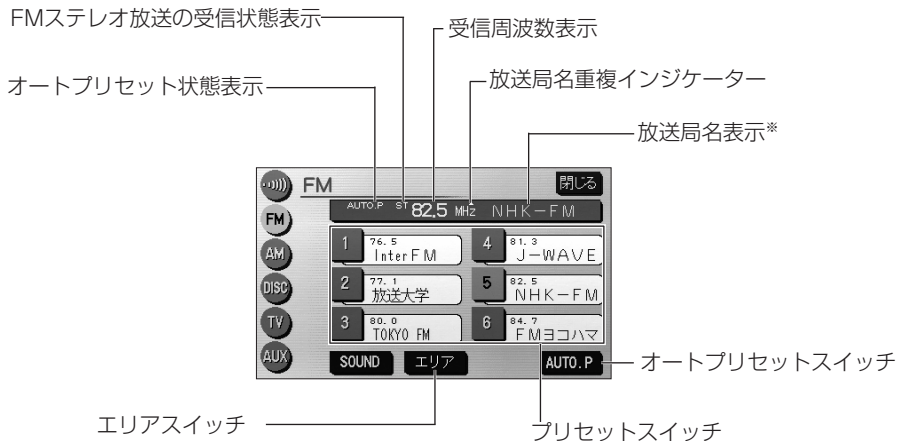 FMステレオ放送の受信状態表示
受信周波数表示
オートプリセット状態表示
放送局名重複インジケーター
放送局名表示※
FM
閉じる
AUTO.P ST 82.5 MHz NHK-FM
FM
AM
DISC
TV
AUX
1 76.5 InterFM
4 81.3 J-WAVE
2 77.1 放送大学
5 82.5 NHK-FM
3 80.0 TOKYO FM
6 84.7 FMヨコハマ
SOUND
エリア
AUTO.P
オートプリセットスイッチ
エリアスイッチ
プリセットスイッチ